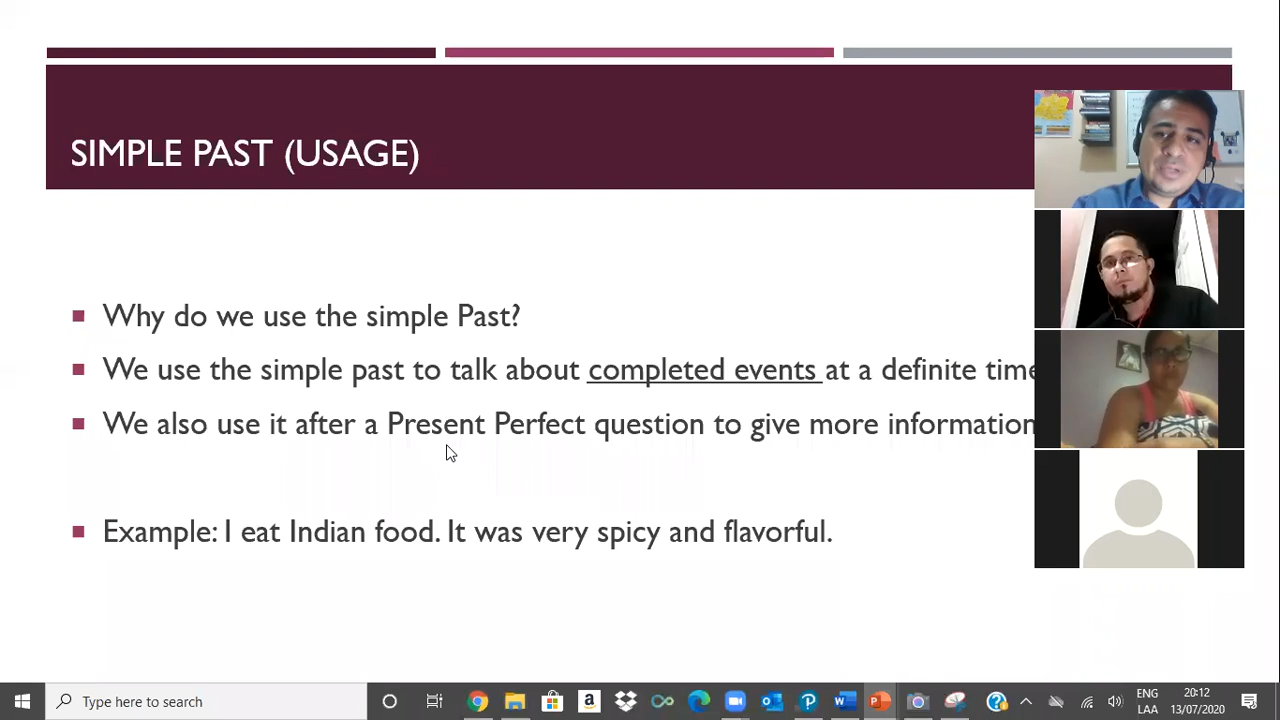 SIMPLE PAST (USAGE)
Why do we use the simple Past?
We use the simple past to talk about completed events at a definite time
We also use it after a Present Perfect question to give more information
Example: I eat Indian food. It was very spicy and flavorful.
Type here to search
ENG
LAA
20:12
13/07/2020